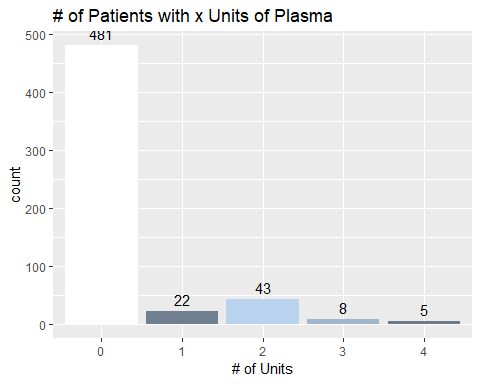 # of Patients with x Units of Plasma
500
400
300
200
100
0
count
481
22
43
8
5
0 1 2 3 4
# of Units